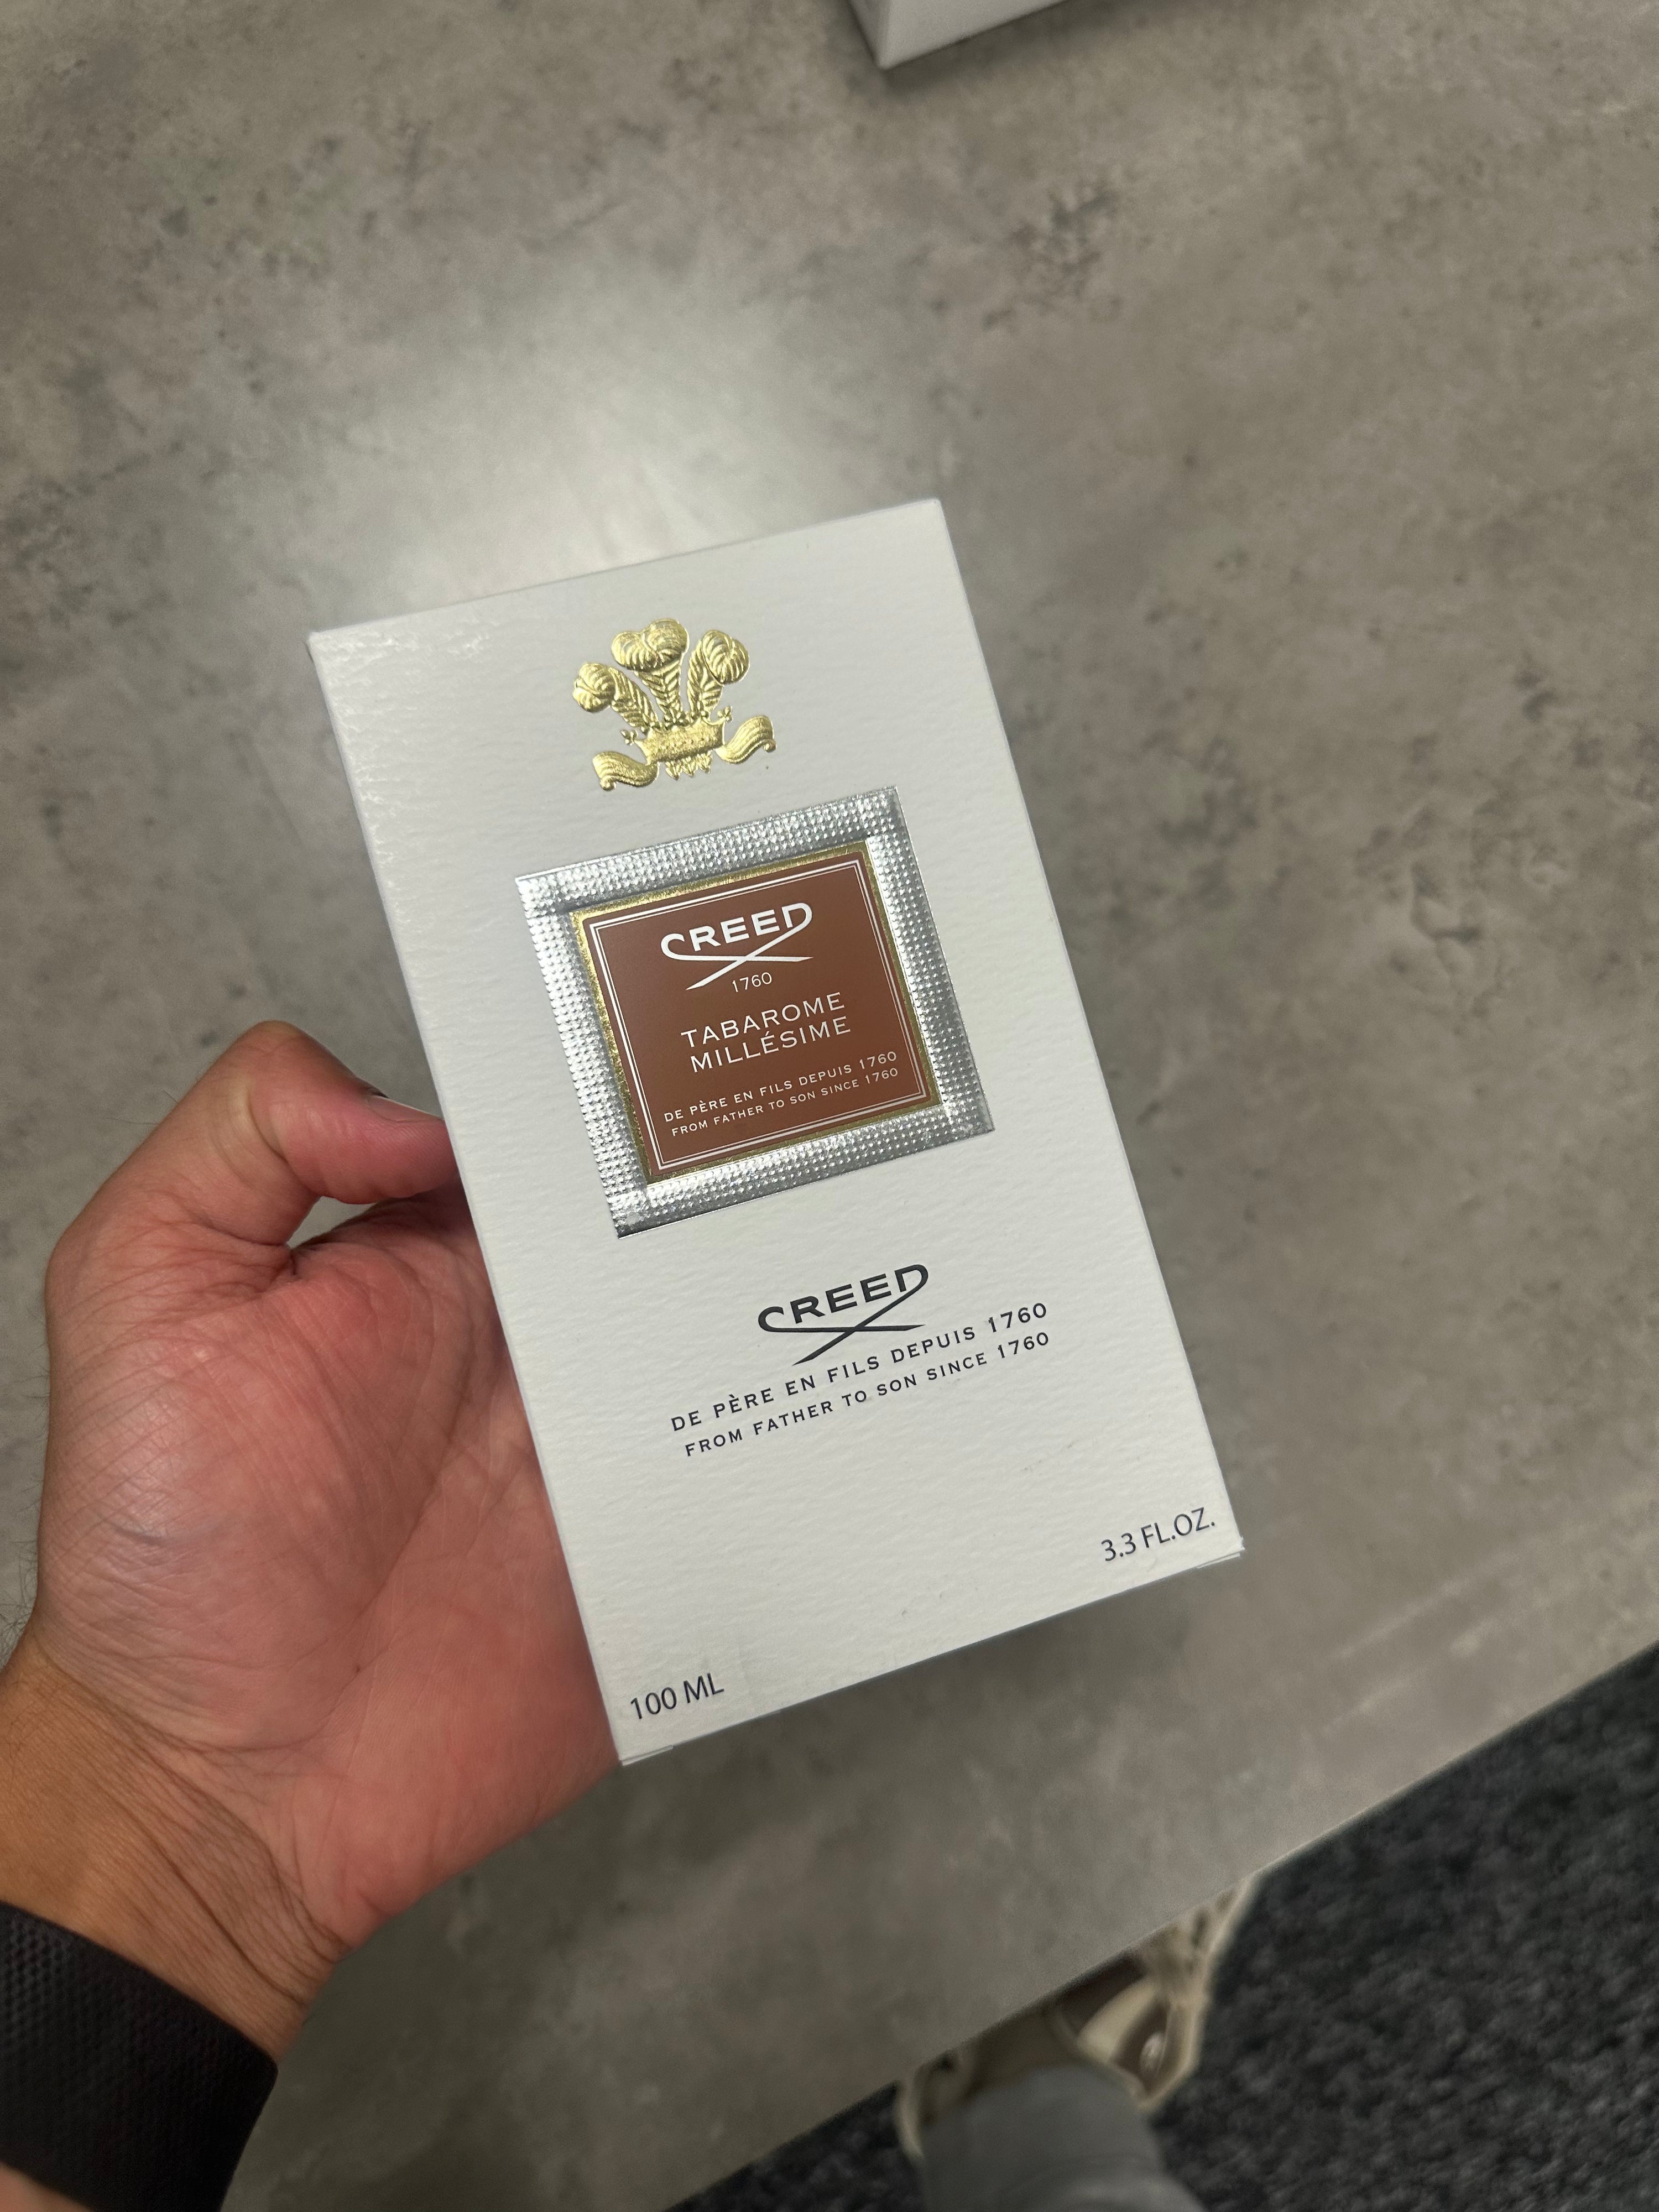 CREED
1760
TABAROME
MILLÉSIME
DE PÈRE EN FILS DEPUIS 1760
FROM FATHER TO SON SINCE 1760
CREED
DE PÈRE EN FILS DEPUIS 1760
FROM FATHER TO SON SINCE 1760
100 ML
3.3 FL.OZ.